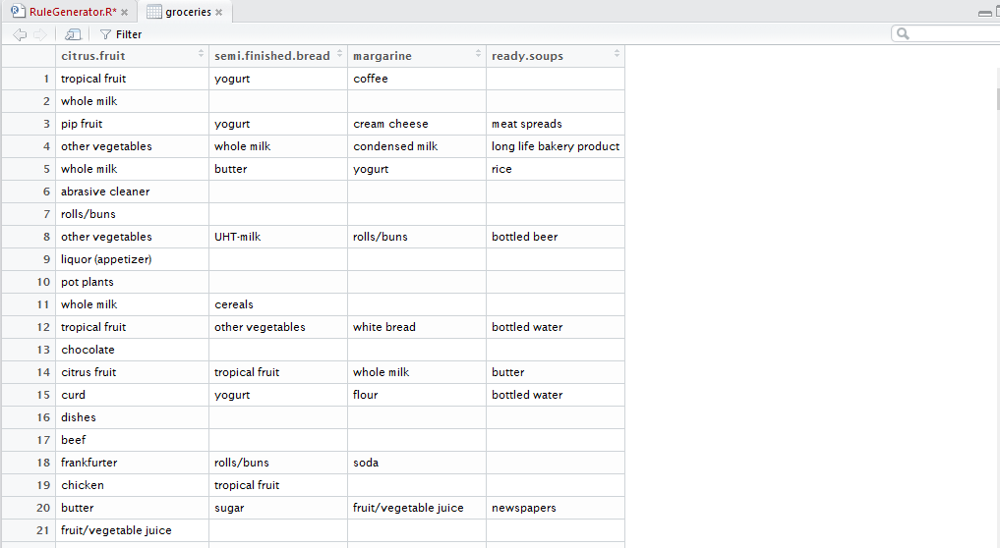 RuleGenerator.R* × groceries ×
Filter
citrus.fruit semi.finished.bread margarine ready.soups
1 tropical fruit yogurt coffee
2 whole milk
3 pip fruit yogurt cream cheese meat spreads
4 other vegetables whole milk condensed milk long life bakery product
5 whole milk butter yogurt rice
6 abrasive cleaner
7 rolls/buns
8 other vegetables UHT-milk rolls/buns bottled beer
9 liquor (appetizer)
10 pot plants
11 whole milk cereals
12 tropical fruit other vegetables white bread bottled water
13 chocolate
14 citrus fruit tropical fruit whole milk butter
15 curd yogurt flour bottled water
16 dishes
17 beef
18 frankfurter rolls/buns soda
19 chicken tropical fruit
20 butter sugar fruit/vegetable juice newspapers
21 fruit/vegetable juice